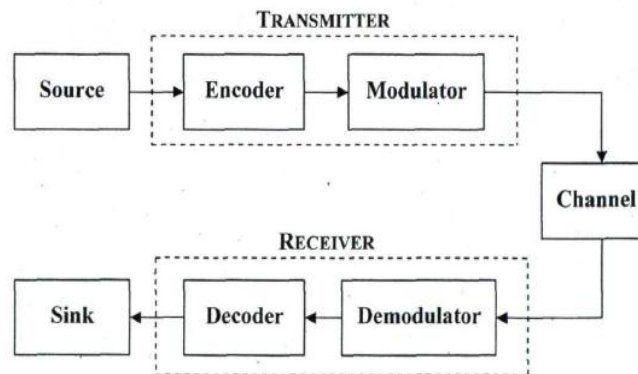 TRANSMITTER
Source
Encoder
Modulator
Channel
RECEIVER
Sink
Decoder
Demodulator